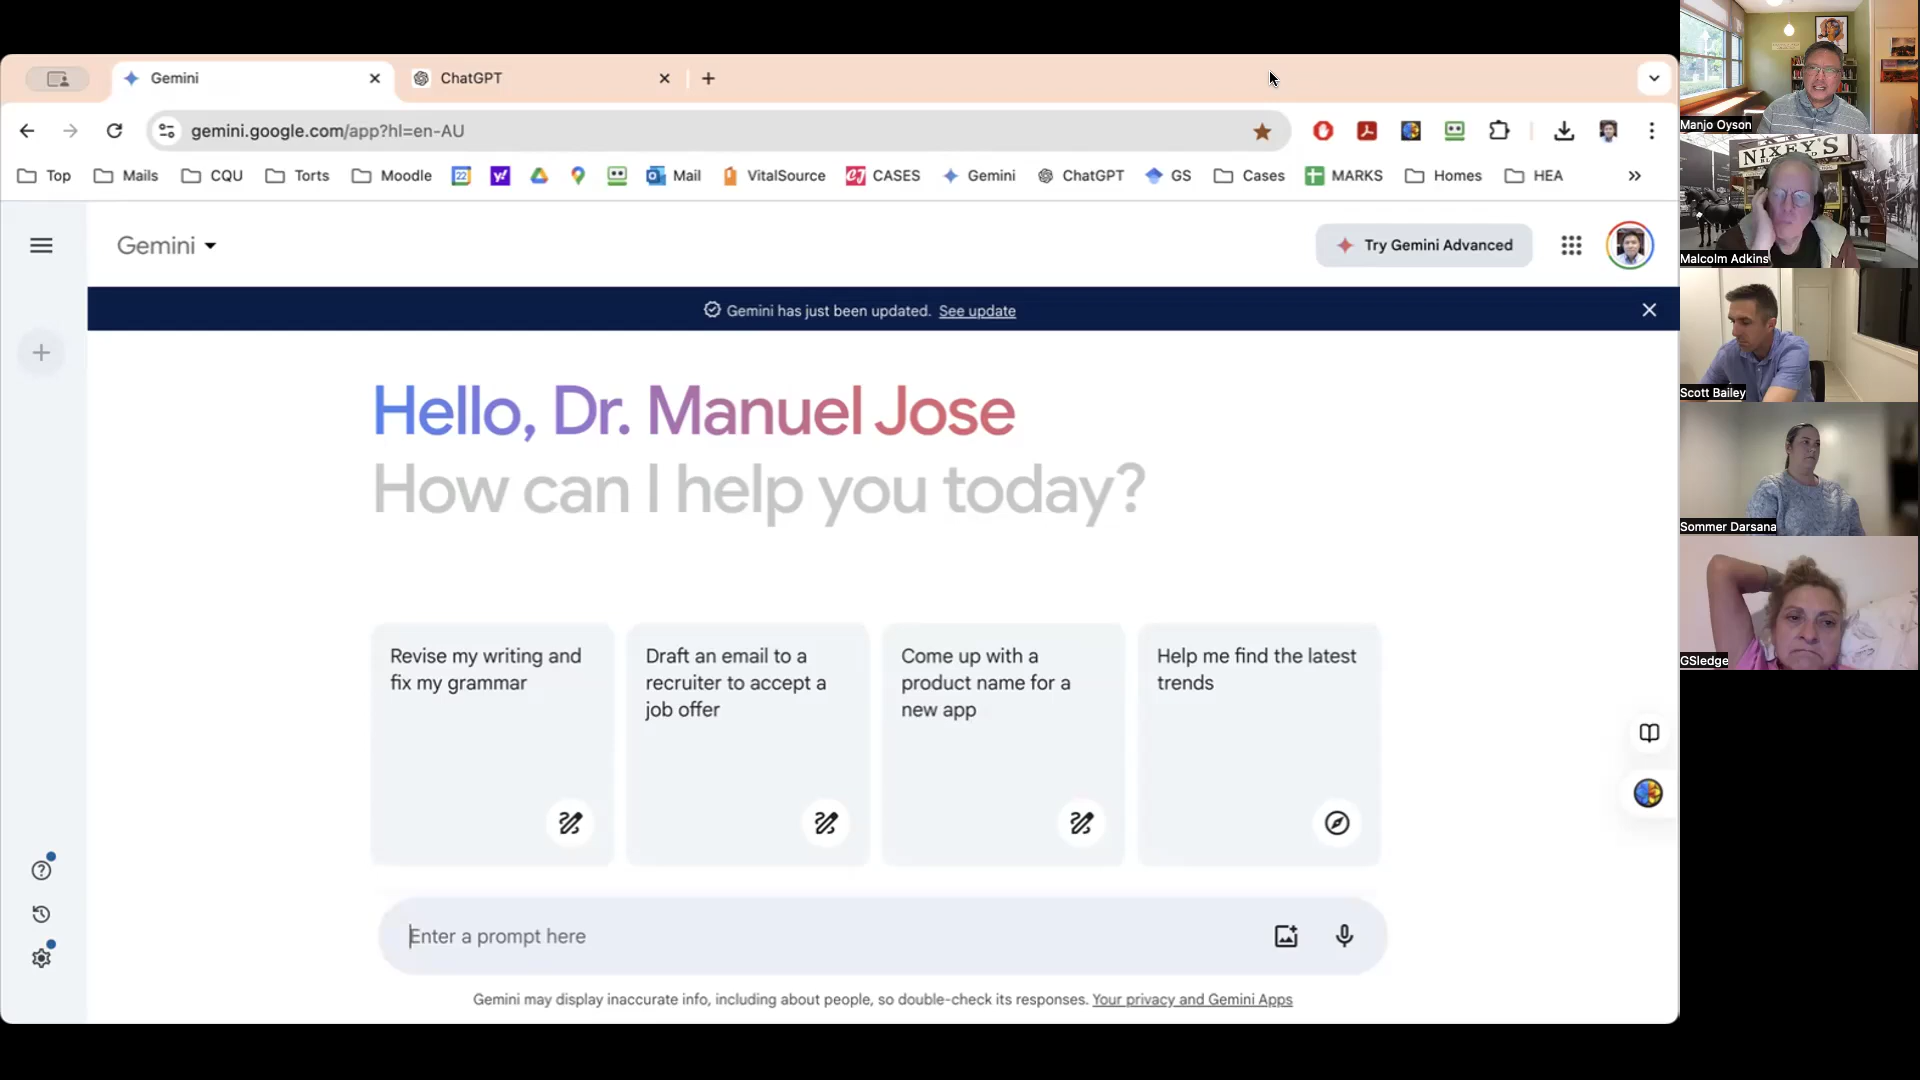 Gemini
ChatGPT
gemini.google.com/app?hl=en-AU
Top
Mails
CQU
Torts
Moodle
22
Mail
VitalSource
CJ
CASES
Gemini
ChatGPT
GS
Cases
MARKS
Homes
HEA
Gemini
Try Gemini Advanced
Gemini has just been updated. See update
Hello, Dr. Manuel Jose
How can I help you today?
Revise my writing and
fix my grammar
Draft an email to a
recruiter to accept a
job offer
Come up with a
product name for a
new app
Help me find the latest
trends
Enter a prompt here
Gemini may display inaccurate info, including about people, so double-check its responses. Your privacy and Gemini Apps
Manjo Oyson
NIXEY'S
Malcolm Adkins
Scott Bailey
Sommer Darsana
GSledge